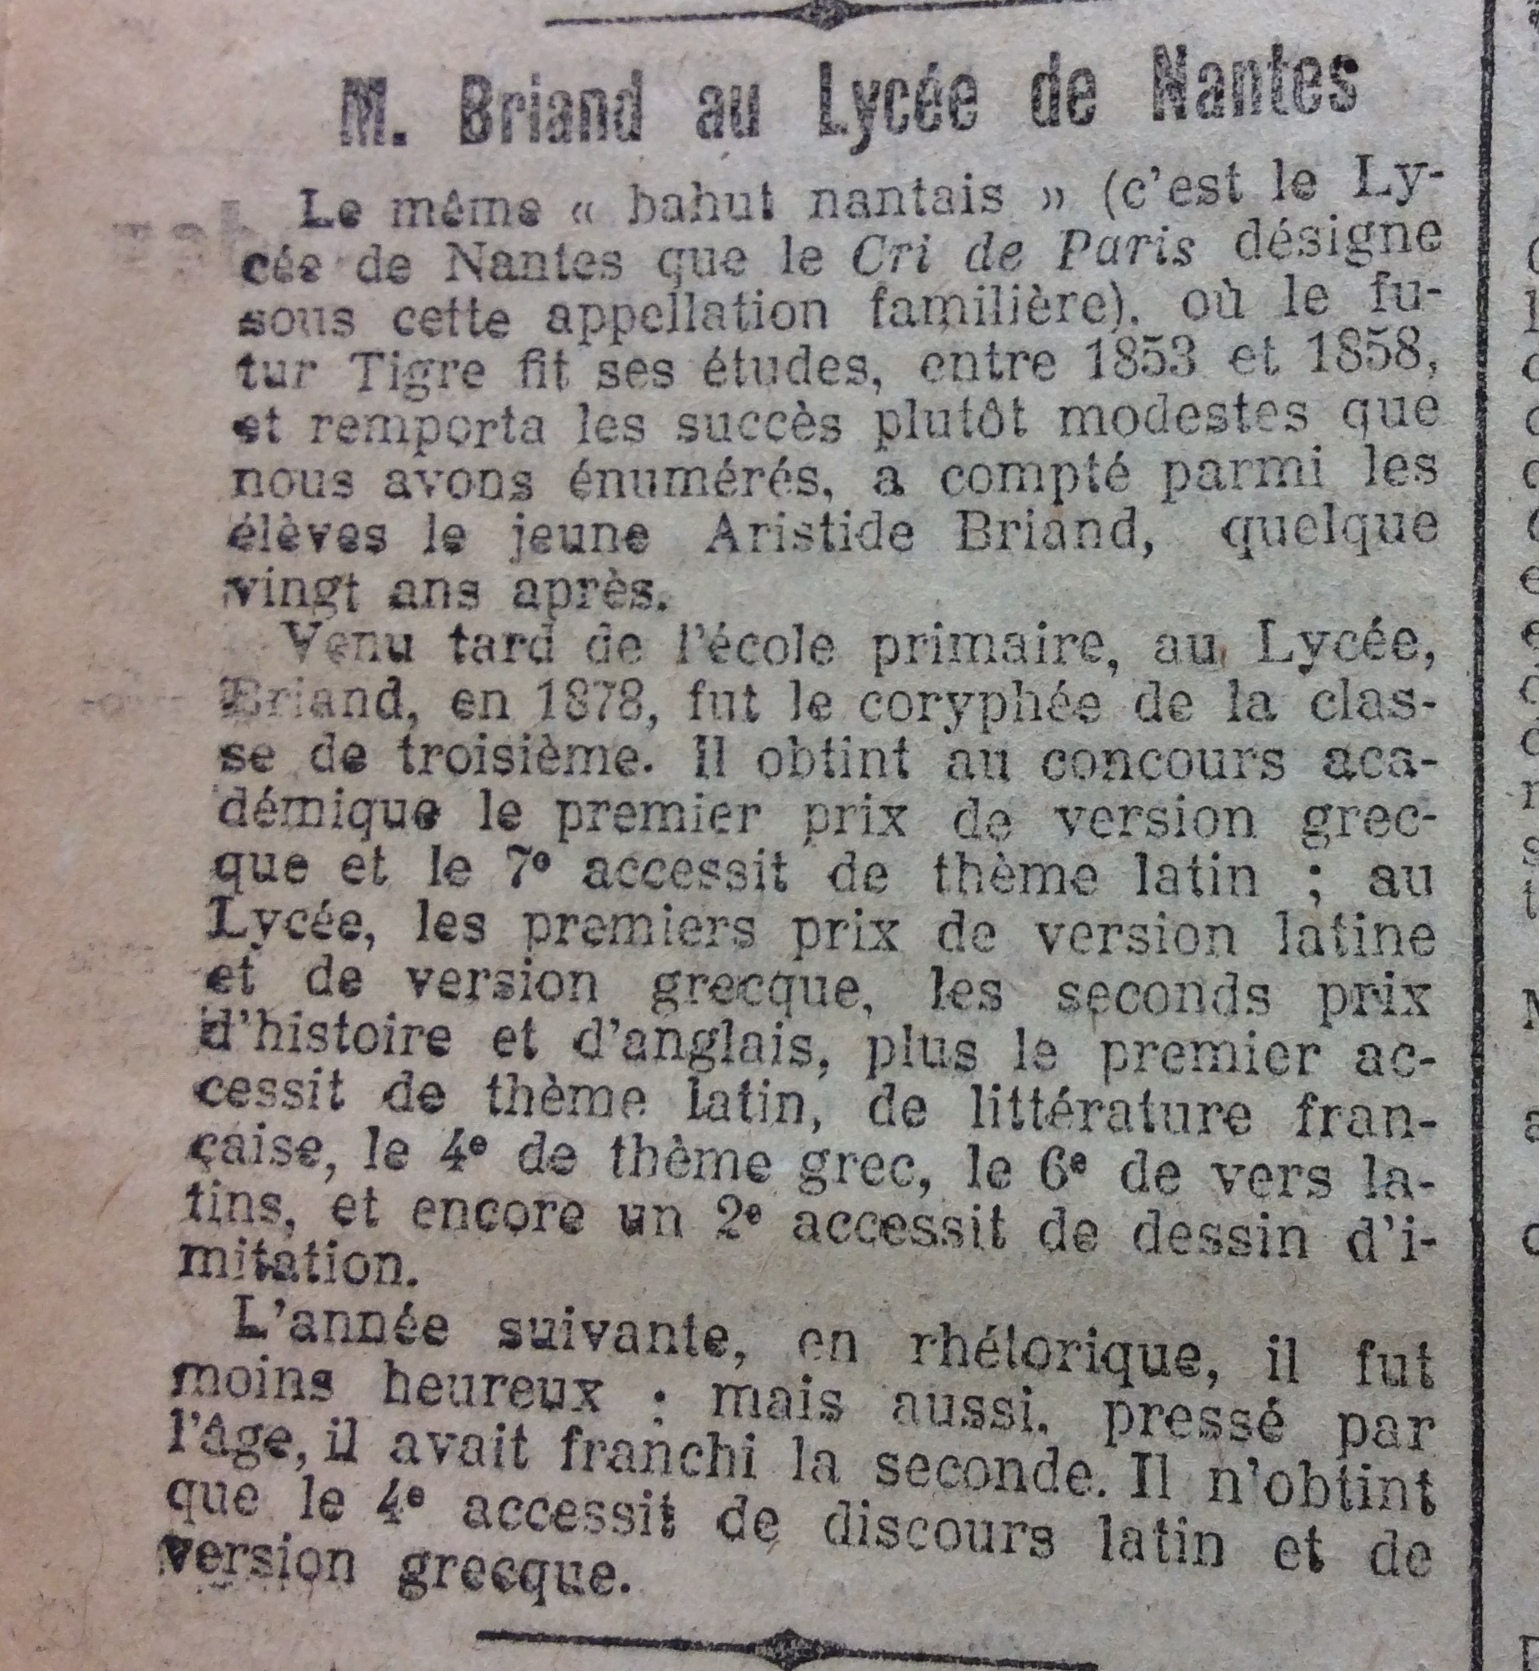 M. Briand au Lycée de Nantes
Le même « bahut nantais » (c'est le Ly-
cée de Nantes que le Cri de Paris désigne
sous cette appellation familière), où le fu-
tur Tigre fit ses études, entre 1853 et 1858,
et remporta les succès plutôt modestes que
nous avons énumérés, a compté parmi les
élèves le jeune Aristide Briand, quelque
vingt ans après.
Venu tard de l'école primaire, au Lycée,
Briand, en 1878, fut le coryphée de la clas-
se de troisième. Il obtint au concours aca-
démique le premier prix de version grec-
que et le 7e accessit de thème latin ; au
Lycée, les premiers prix de version latine
et de version grecque, les seconds prix
d'histoire et d'anglais, plus le premier ac-
cessit de thème latin, de littérature fran-
çaise, le 4e de thème grec, le 6e de vers la-
tins, et encore un 2e accessit de dessin d'i-
mitation.
L'année suivante, en rhétorique, il fut
moins heureux ; mais aussi, pressé par
l'âge, il avait franchi la seconde. Il n'obtint
que le 4e accessit de discours latin et de
version grecque.